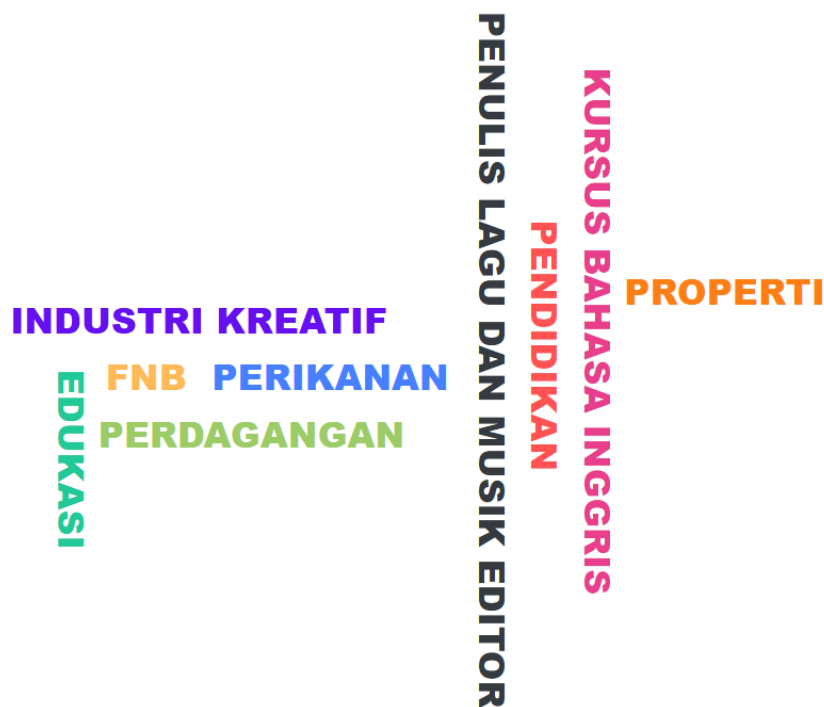 INDUSTRI KREATIF
FNB
PERIKANAN
EDUKASI
PERDAGANGAN
PENULIS LAGU DAN MUSIK EDITOR
PENDIDIKAN
KURSUS BAHASA INGGRIS
PROPERTI